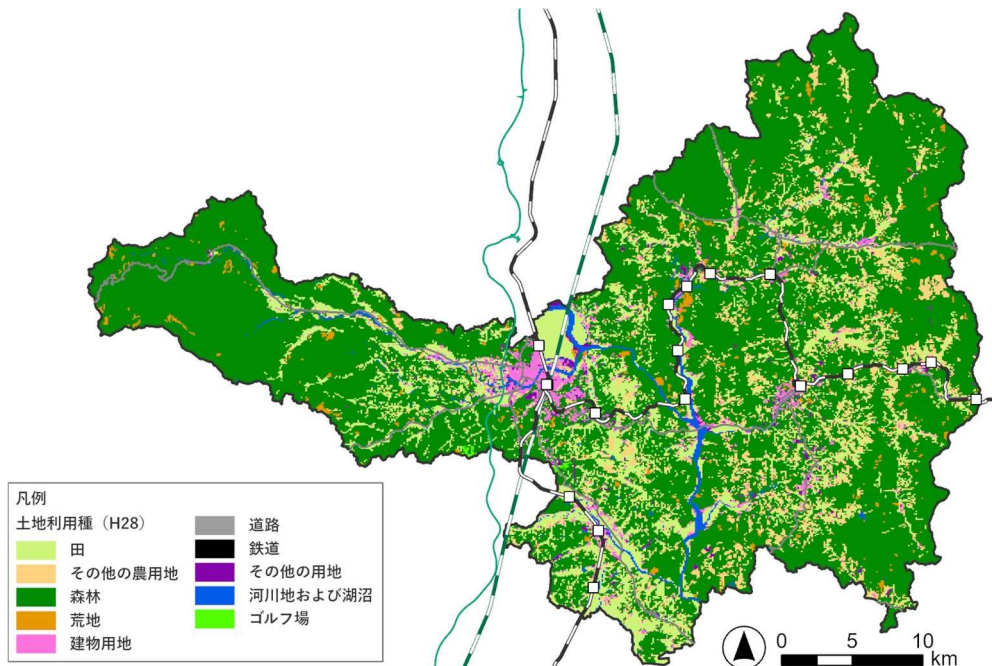 凡例
土地利用種（H28）
田
その他の農用地
森林
荒地
建物用地
道路
鉄道
その他の用地
河川地および湖沼
ゴルフ場
0 5 10
km